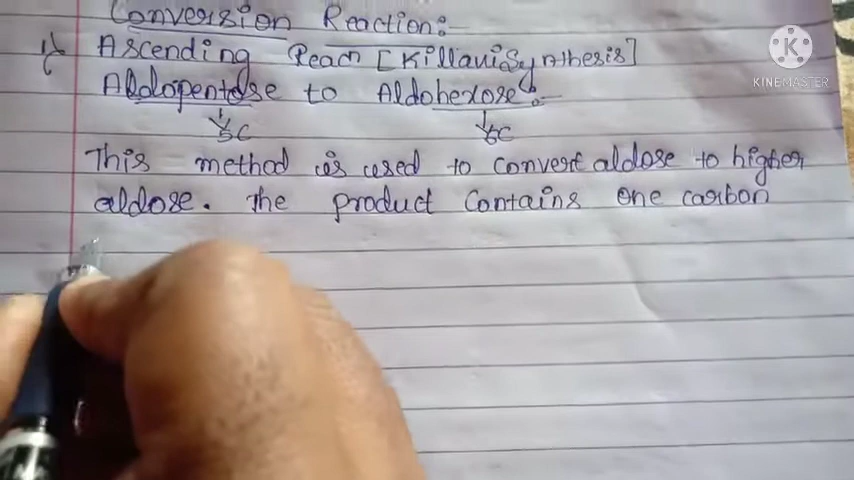 Conversion Reaction:-
1) Ascending Reacn [Killani Synthesis]
Aldopentose to Aldohexose:-
5C 6C
This method is used to convert aldose to higher
aldose. The product contains one carbon
K
KINEMASTER